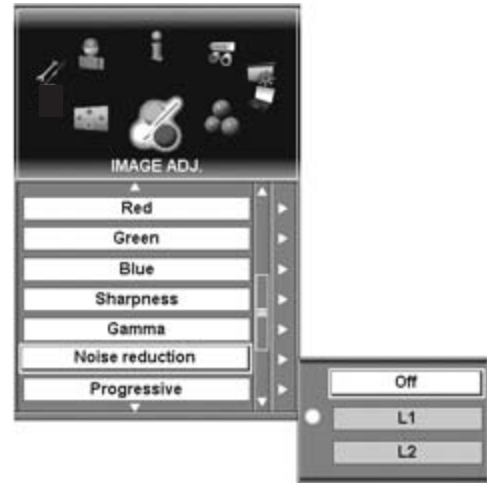 IMAGE ADJ.
Red
Green
Blue
Sharpness
Gamma
Noise reduction
Progressive
Off
L1
L2